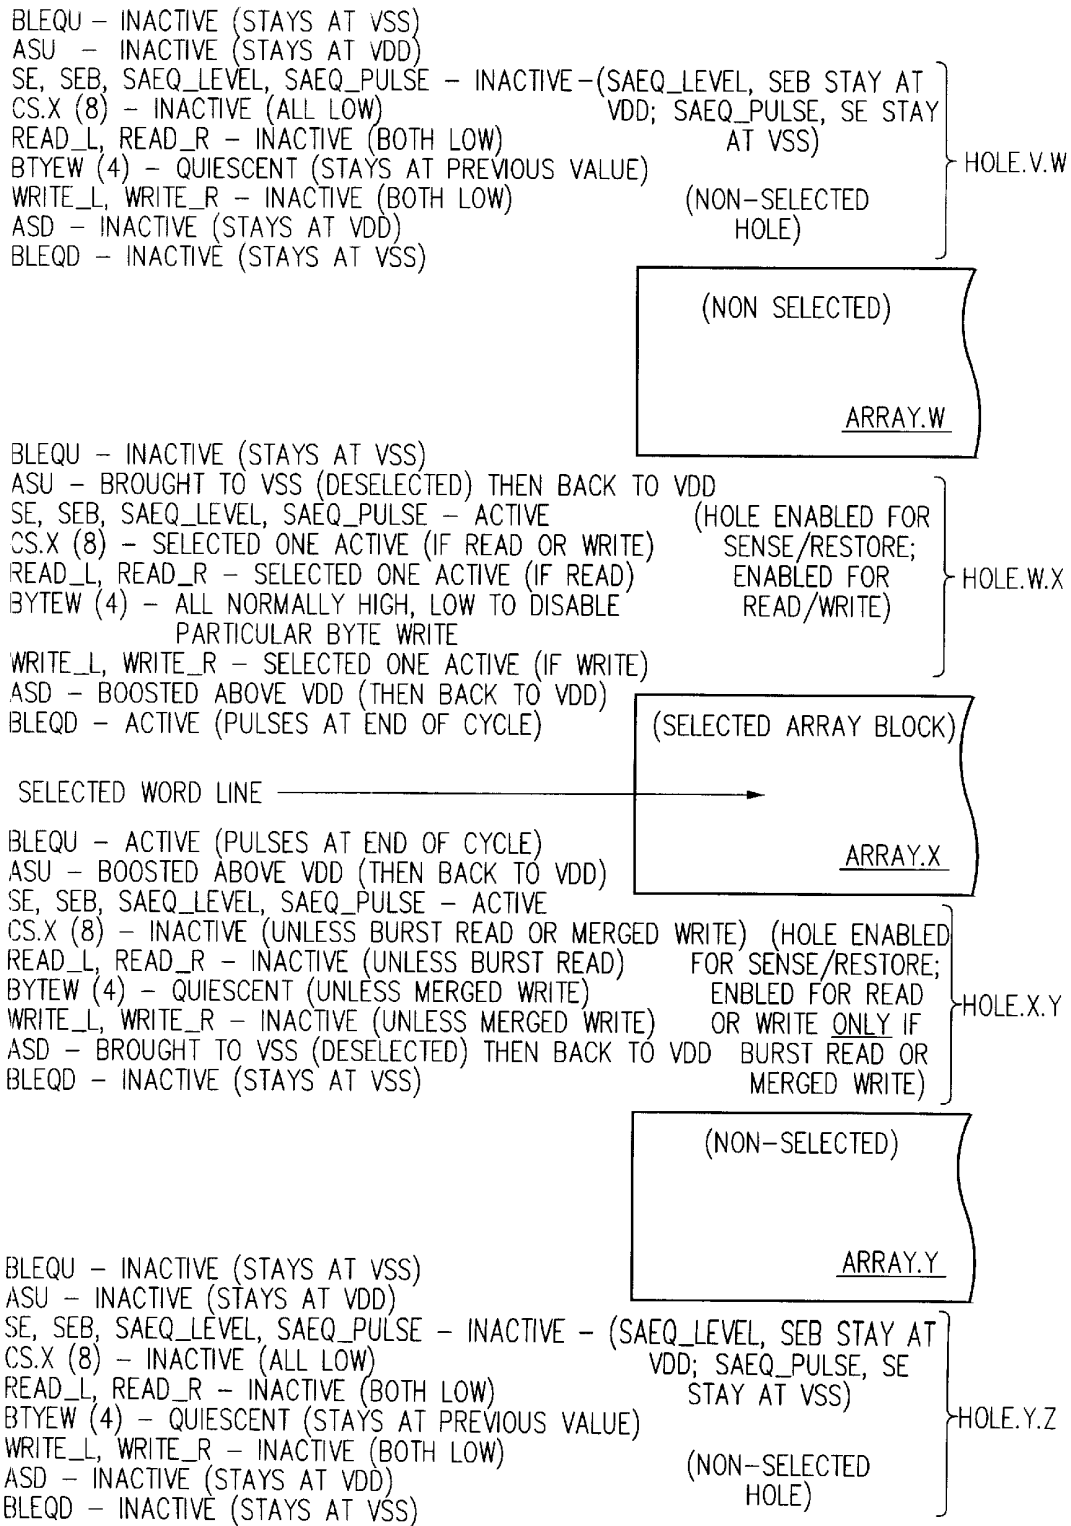 BLEQU – INACTIVE (STAYS AT VSS)
ASU – INACTIVE (STAYS AT VDD)
SE, SEB, SAEQ_LEVEL, SAEQ_PULSE – INACTIVE–(SAEQ_LEVEL, SEB STAY AT
CS.X (8) – INACTIVE (ALL LOW) VDD; SAEQ_PULSE, SE STAY
READ_L, READ_R – INACTIVE (BOTH LOW) AT VSS)
BTYEW (4) – QUIESCENT (STAYS AT PREVIOUS VALUE) HOLE.V.W
WRITE_L, WRITE_R – INACTIVE (BOTH LOW) (NON–SELECTED
ASD – INACTIVE (STAYS AT VDD) HOLE)
BLEQD – INACTIVE (STAYS AT VSS)
(NON SELECTED)
ARRAY.W
BLEQU – INACTIVE (STAYS AT VSS)
ASU – BROUGHT TO VSS (DESELECTED) THEN BACK TO VDD
SE, SEB, SAEQ_LEVEL, SAEQ_PULSE – ACTIVE (HOLE ENABLED FOR
CS.X (8) – SELECTED ONE ACTIVE (IF READ OR WRITE) SENSE/RESTORE;
READ_L, READ_R – SELECTED ONE ACTIVE (IF READ) ENABLED FOR HOLE.W.X
BYTEW (4) – ALL NORMALLY HIGH, LOW TO DISABLE READ/WRITE)
PARTICULAR BYTE WRITE
WRITE_L, WRITE_R – SELECTED ONE ACTIVE (IF WRITE)
ASD – BOOSTED ABOVE VDD (THEN BACK TO VDD)
BLEQD – ACTIVE (PULSES AT END OF CYCLE) (SELECTED ARRAY BLOCK)
SELECTED WORD LINE
BLEQU – ACTIVE (PULSES AT END OF CYCLE)
ASU – BOOSTED ABOVE VDD (THEN BACK TO VDD) ARRAY.X
SE, SEB, SAEQ_LEVEL, SAEQ_PULSE – ACTIVE
CS.X (8) – INACTIVE (UNLESS BURST READ OR MERGED WRITE) (HOLE ENABLED
READ_L, READ_R – INACTIVE (UNLESS BURST READ) FOR SENSE/RESTORE;
BYTEW (4) – QUIESCENT (UNLESS MERGED WRITE) ENBLED FOR READ HOLE.X.Y
WRITE_L, WRITE_R – INACTIVE (UNLESS MERGED WRITE) OR WRITE ONLY IF
ASD – BROUGHT TO VSS (DESELECTED) THEN BACK TO VDD BURST READ OR
BLEQD – INACTIVE (STAYS AT VSS) MERGED WRITE)
(NON–SELECTED)
ARRAY.Y
BLEQU – INACTIVE (STAYS AT VSS)
ASU – INACTIVE (STAYS AT VDD)
SE, SEB, SAEQ_LEVEL, SAEQ_PULSE – INACTIVE – (SAEQ_LEVEL, SEB STAY AT
CS.X (8) – INACTIVE (ALL LOW) VDD; SAEQ_PULSE, SE
READ_L, READ_R – INACTIVE (BOTH LOW) STAY AT VSS)
BTYEW (4) – QUIESCENT (STAYS AT PREVIOUS VALUE) HOLE.Y.Z
WRITE_L, WRITE_R – INACTIVE (BOTH LOW)
ASD – INACTIVE (STAYS AT VDD) (NON–SELECTED
BLEQD – INACTIVE (STAYS AT VSS) HOLE)